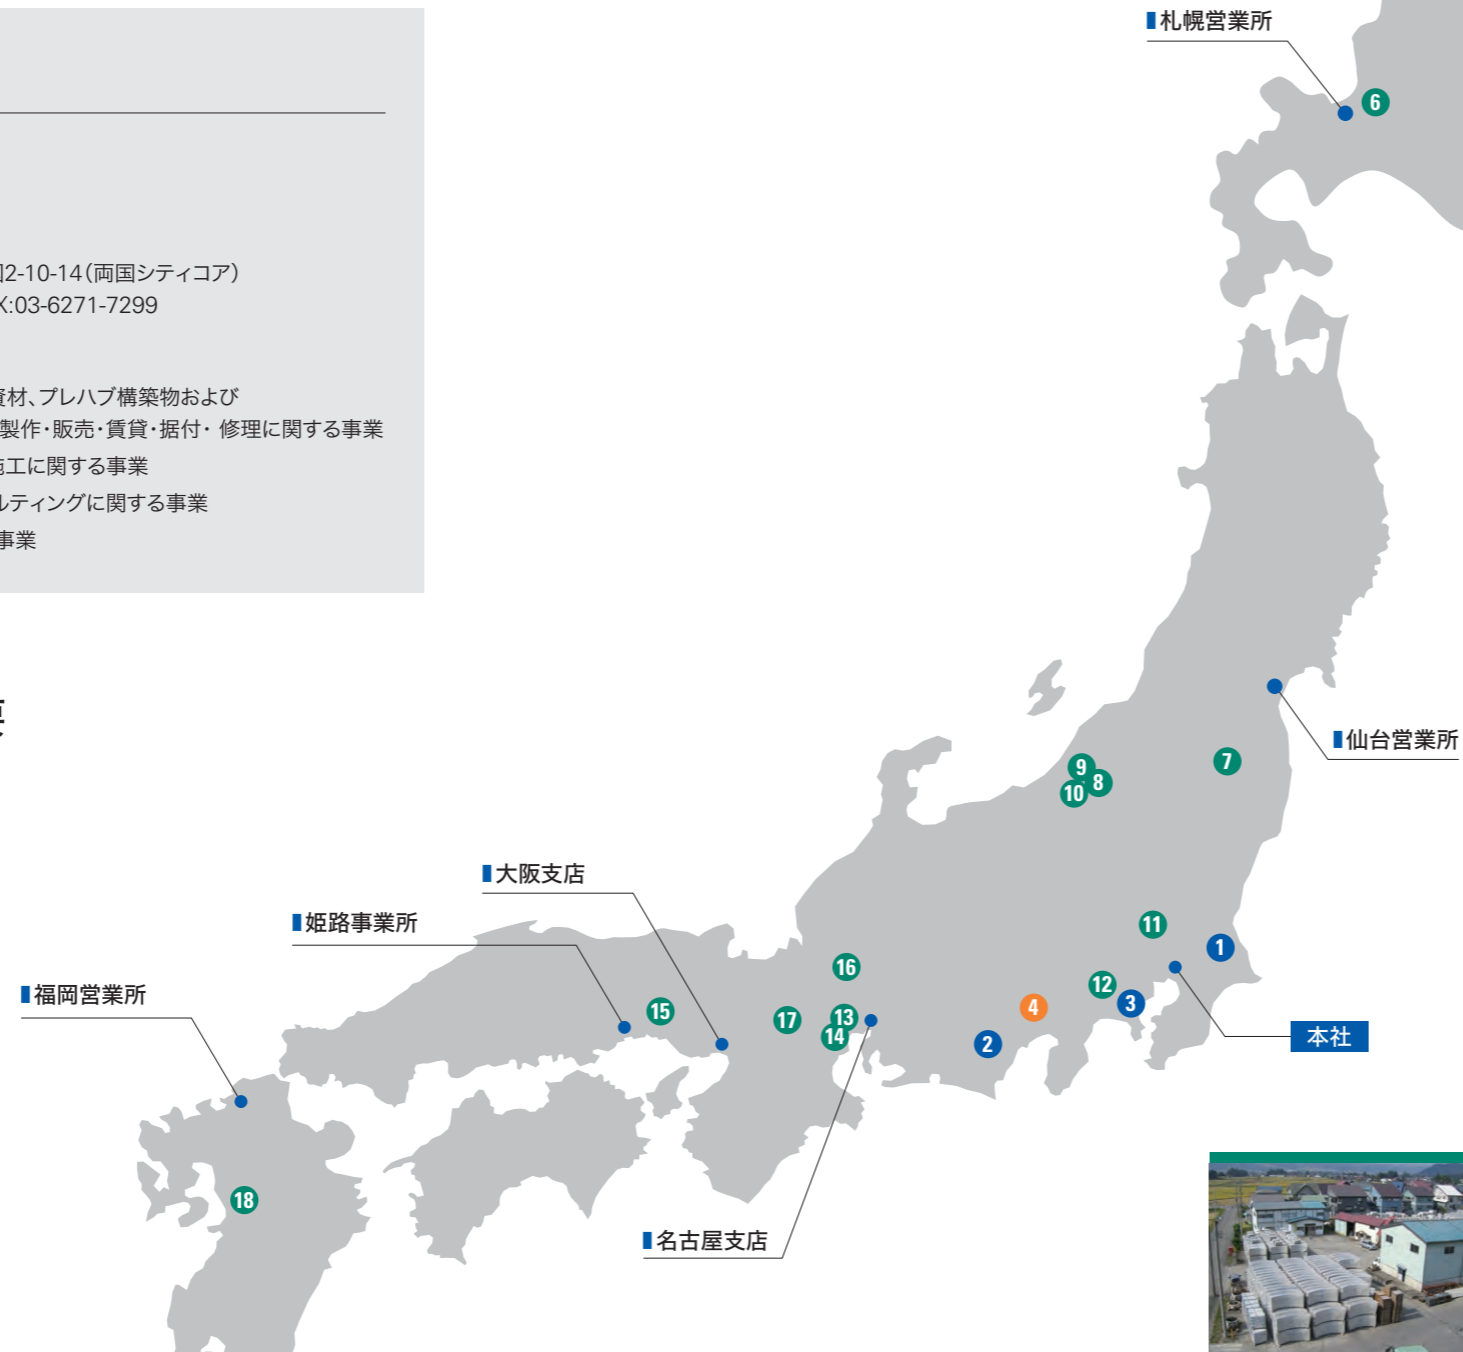 2-10-14（両国シティコア）
X:03-6271-7299
資材、プレハブ構築物および
製作・販売・賃貸・据付・ 修理に関する事業
施工に関する事業
ルティングに関する事業
事業
要
札幌営業所
6
仙台営業所
7
9
8
10
大阪支店
姫路事業所
福岡営業所
11
1
16
12
3
4
15
17
13
14
2
本社
18
名古屋支店